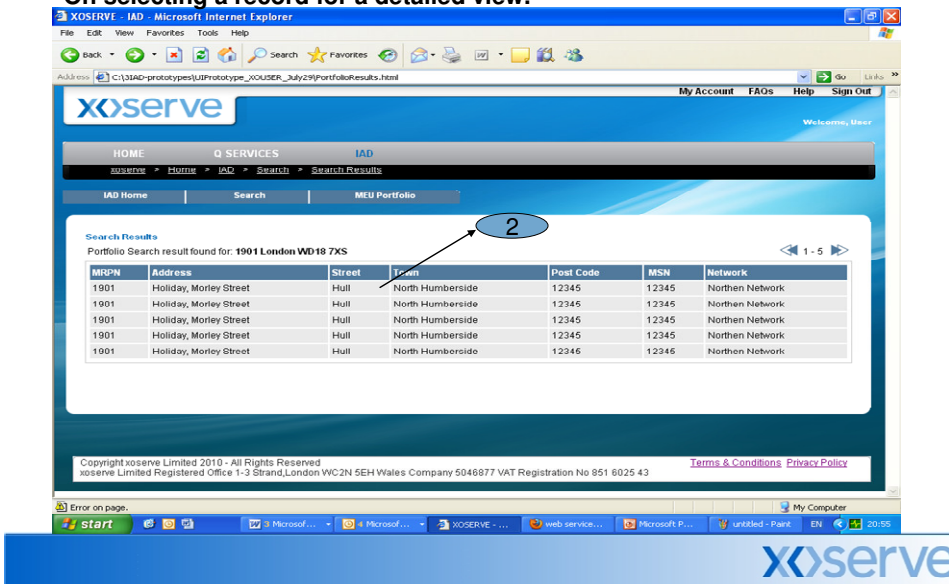 On selecting a record for a detailed view:
XOSERVE - IAD - Microsoft Internet Explorer
File Edit View Favorites Tools Help
Back Search Favorites
Address C:\3IAD-prototypes\UIPrototype_XOUSER_July29\PortfolioResults.html Go Links »
My Account FAQs Help Sign Out
xoserve
Welcome, User
HOME Q SERVICES IAD
xoserve > Home > IAD > Search > Search Results
IAD Home Search MEU Portfolio
2
Search Results
Portfolio Search result found for: 1901 London WD18 7XS 1 - 5
MRPN Address Street Town Post Code MSN Network
1901 Holiday, Morley Street Hull North Humberside 12345 12345 Northen Network
1901 Holiday, Morley Street Hull North Humberside 12345 12345 Northen Network
1901 Holiday, Morley Street Hull North Humberside 12345 12345 Northen Network
1901 Holiday, Morley Street Hull North Humberside 12345 12345 Northen Network
1901 Holiday, Morley Street Hull North Humberside 12345 12345 Northen Network
Copyright xoserve Limited 2010 - All Rights Reserved Terms & Conditions Privacy Policy
xoserve Limited Registered Office 1-3 Strand,London WC2N 5EH Wales Company 5046877 VAT Registration No 851 6025 43
Error on page. My Computer
start 3 Microsof... 4 Microsof... XOSERVE - ... web service... Microsoft P... untitled - Paint EN 20:55
xoserve